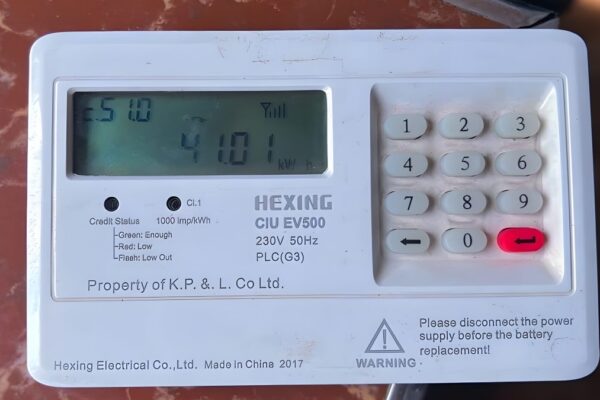 c.51.0
41.01
kWh
1 2 3
4 5 6
7 8 9
0
Cl.1
Credit Status 1000 imp/kWh
Green: Enough
Red: Low
Flash: Low Out
HEXING
CIU EV500
230V 50Hz
PLC(G3)
Property of K.P. & L. Co Ltd.
Hexing Electrical Co.,Ltd. Made in China 2017
WARNING
Please disconnect the power
supply before the battery
replacement!